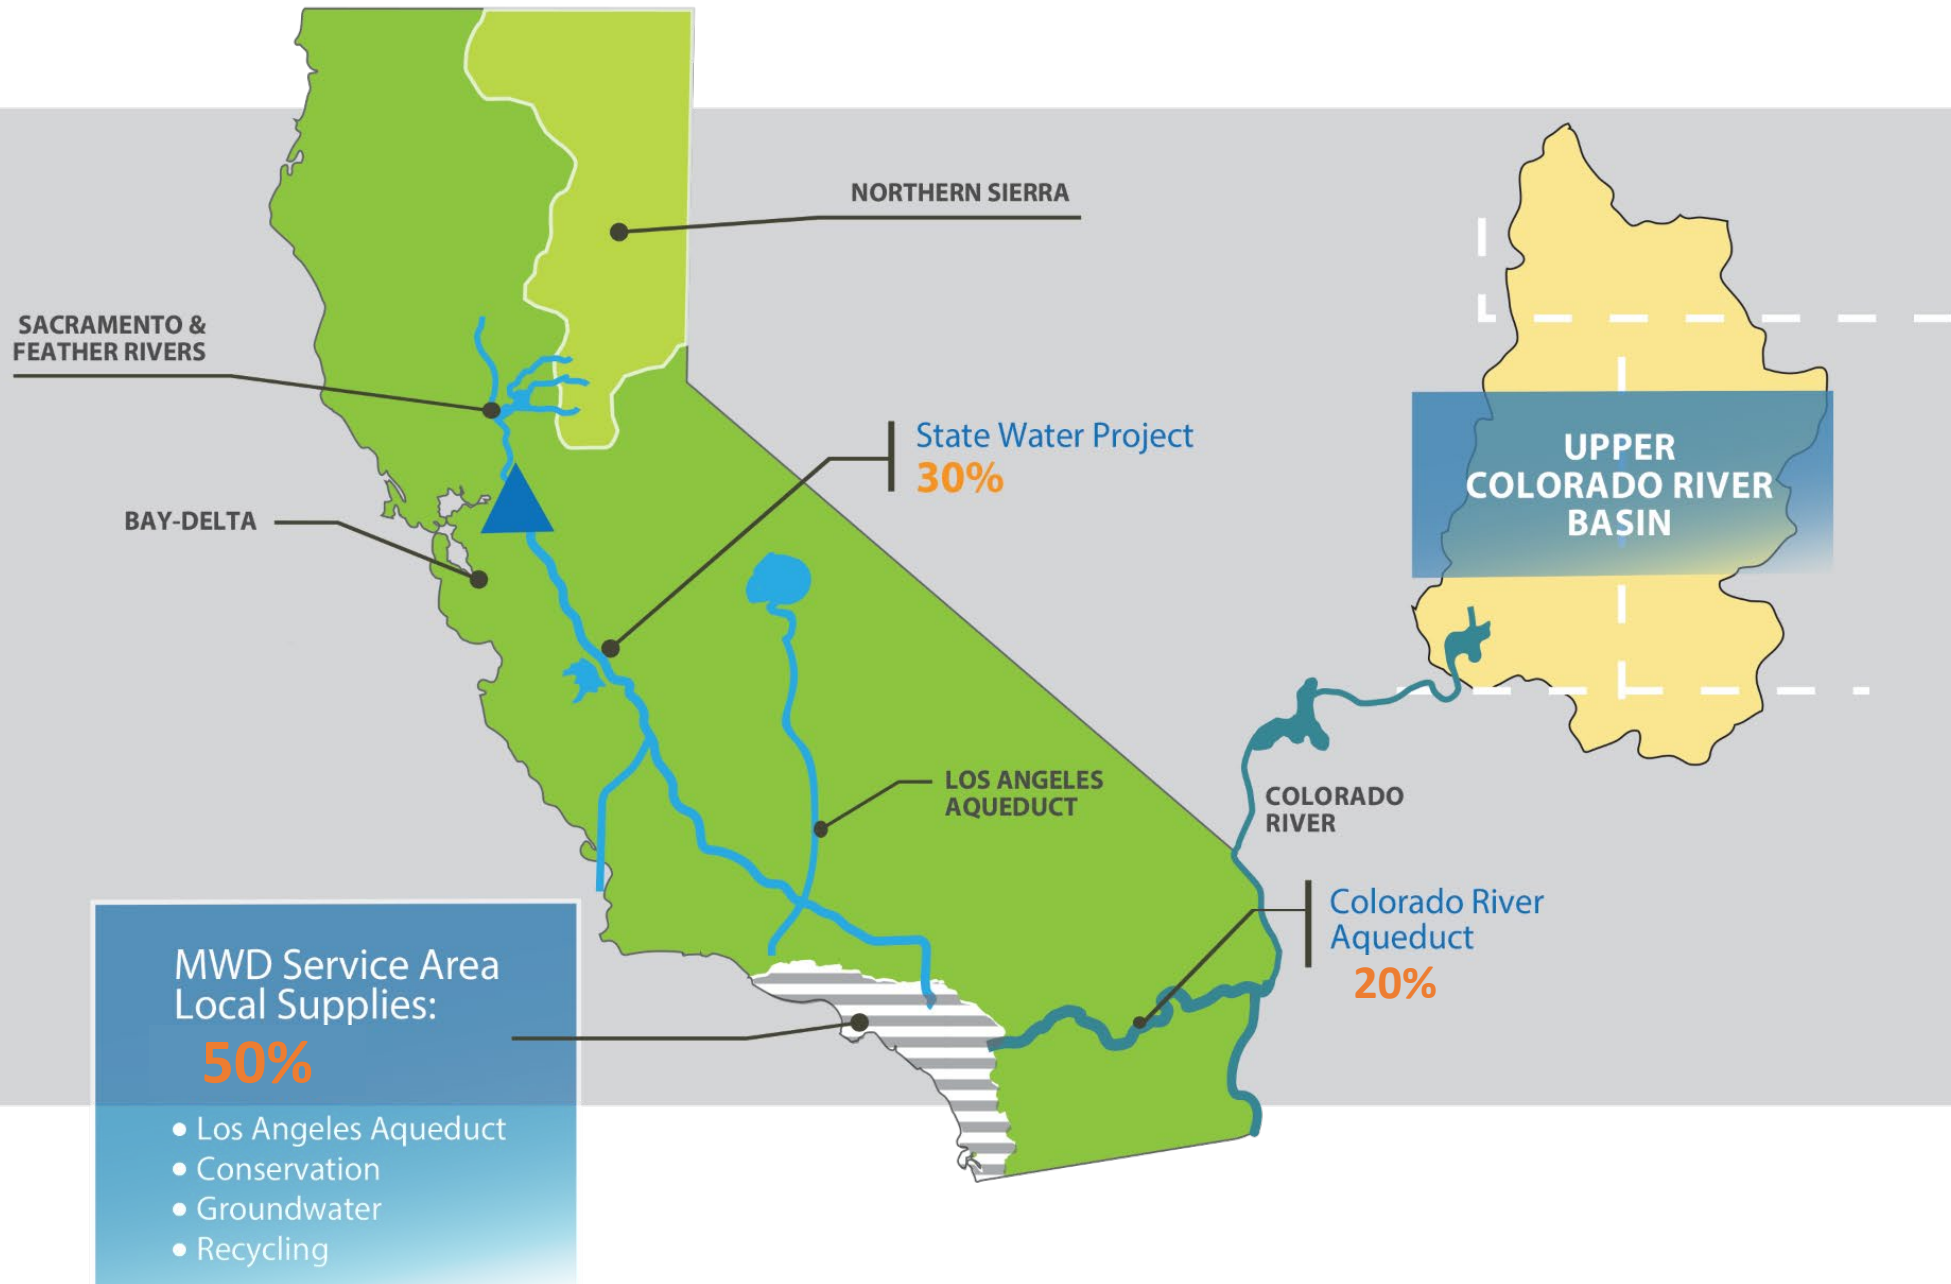 NORTHERN SIERRA
SACRAMENTO &
FEATHER RIVERS
State Water Project
30%
UPPER
COLORADO RIVER
BASIN
BAY-DELTA
LOS ANGELES
AQUEDUCT
COLORADO
RIVER
Colorado River
Aqueduct
20%
MWD Service Area
Local Supplies:
50%
• Los Angeles Aqueduct
• Conservation
• Groundwater
• Recycling